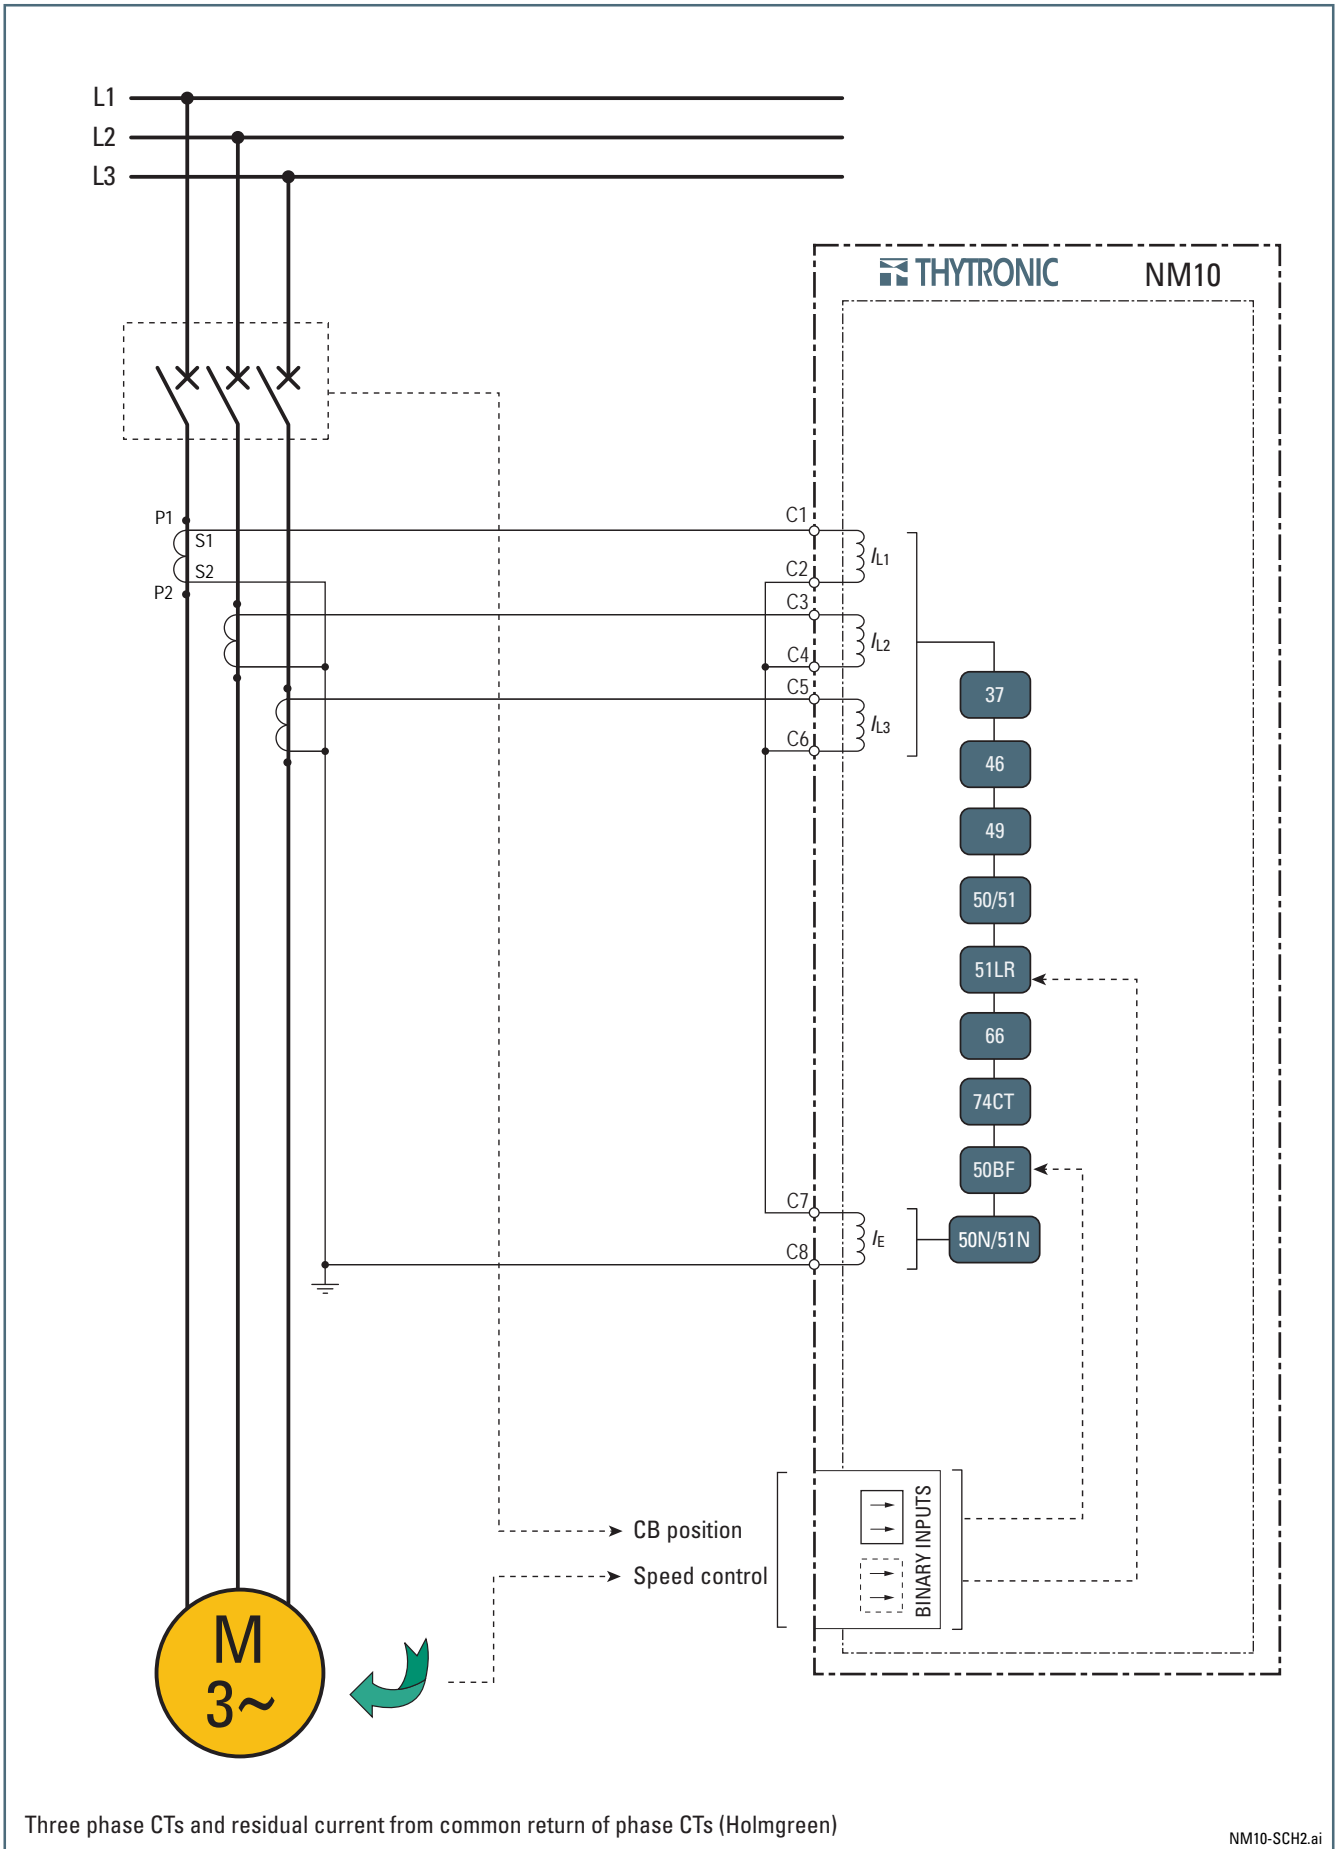 L1
L2
L3
THYTRONIC NM10
P1
S1
S2
P2
C1
C2
C3
C4
C5
C6
IL1
IL2
IL3
37
46
49
50/51
51LR
66
74CT
50BF
C7
C8
IE
50N/51N
CB position
Speed control
BINARY INPUTS
M
3~
Three phase CTs and residual current from common return of phase CTs (Holmgreen)
NM10-SCH2.ai